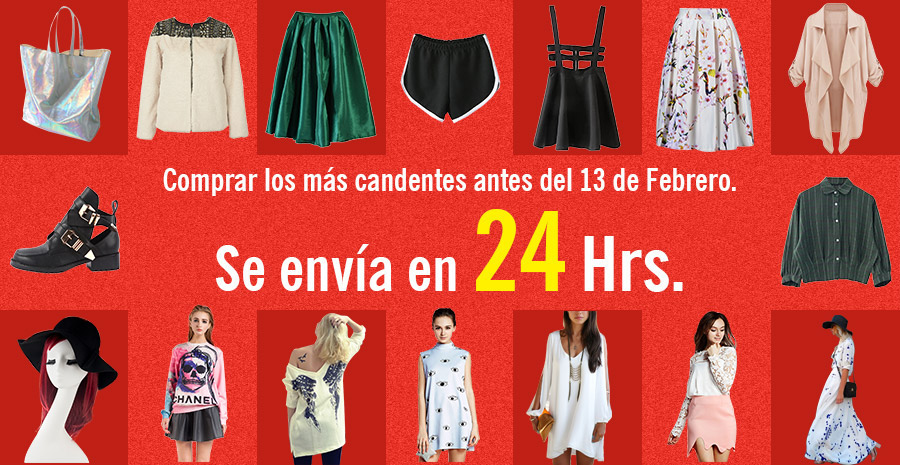 Comprar los más candentes antes del 13 de Febrero.
Se envía en 24 Hrs.
CHANEL